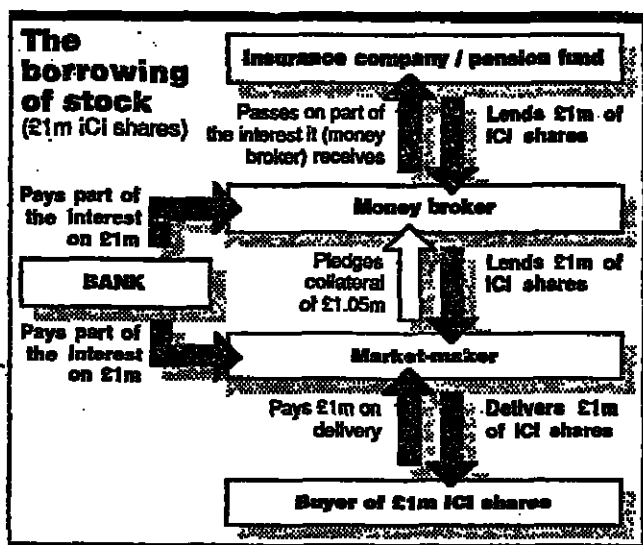 The
borrowing
of stock
(£1m ICI shares)
Insurance company / pension fund
Passes on part of
the interest it (money
broker) receives
Lends £1m of
ICI shares
Pays part of
the interest
on £1m
Money broker
BANK
Pledges
collateral
of £1.05m
Lends £1m of
ICI shares
Pays part of
the interest
on £1m
Market-maker
Pays £1m on
delivery
Delivers £1m
of ICI shares
Buyer of £1m ICI shares